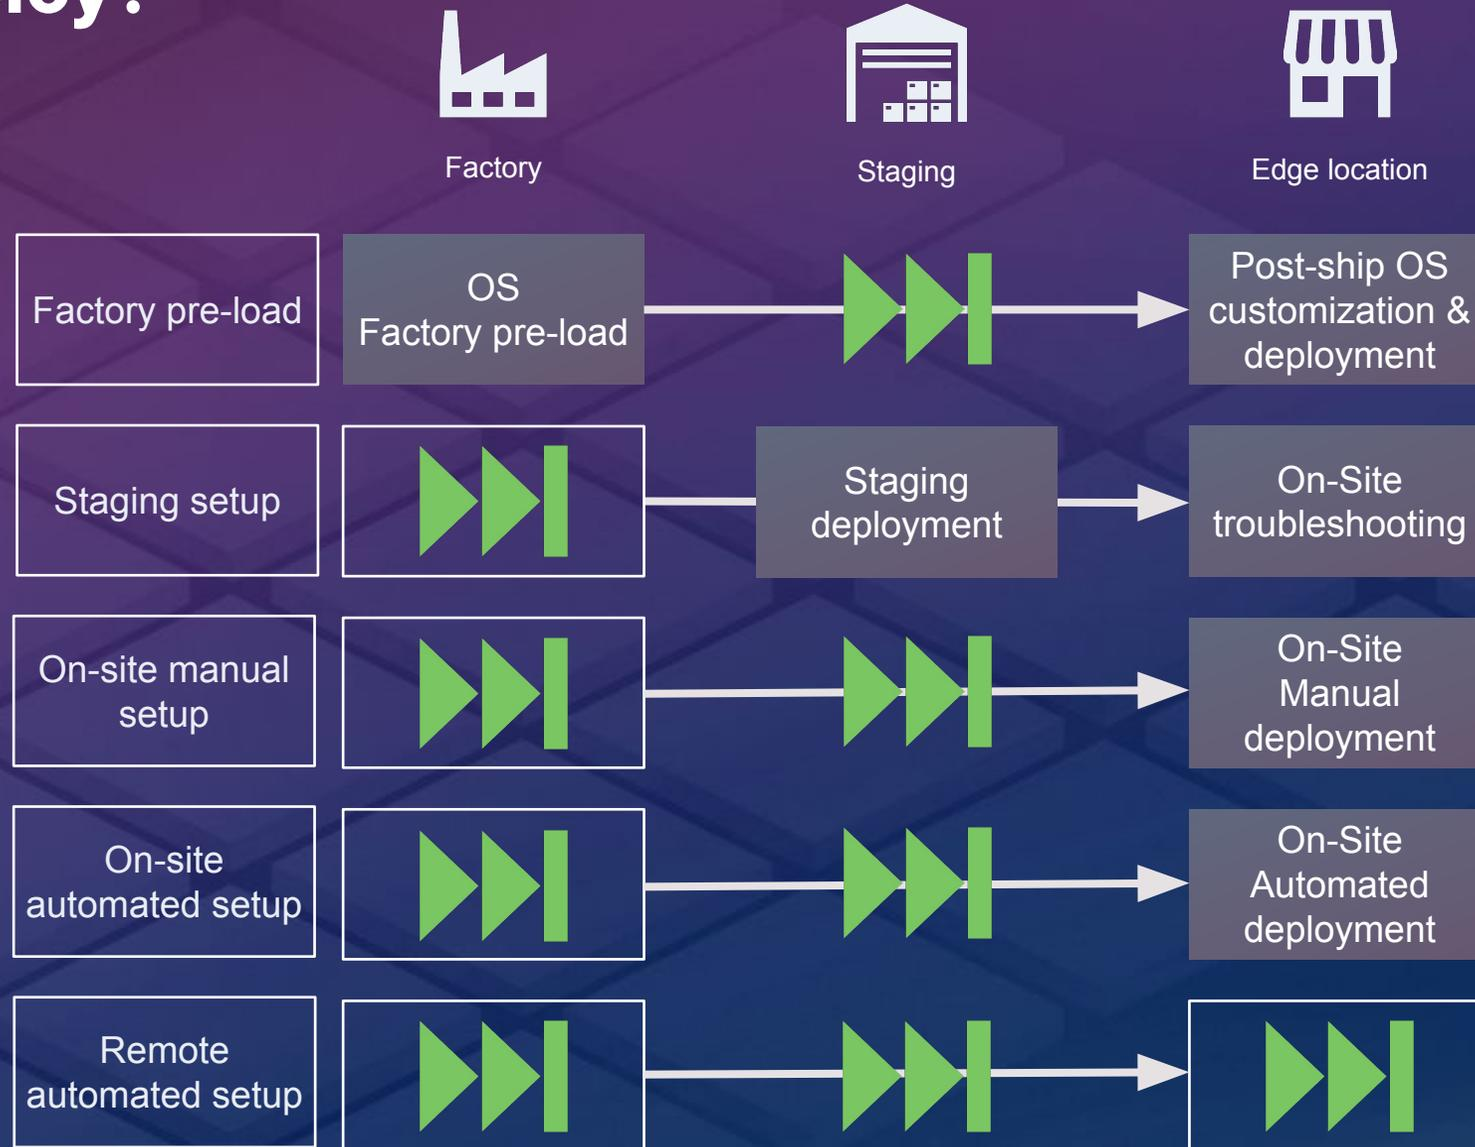 Factory
Staging
Edge location
Factory pre-load
OS
Factory pre-load
Post-ship OS
customization &
deployment
Staging setup
Staging
deployment
On-Site
troubleshooting
On-site manual
setup
On-Site
Manual
deployment
On-site
automated setup
On-Site
Automated
deployment
Remote
automated setup